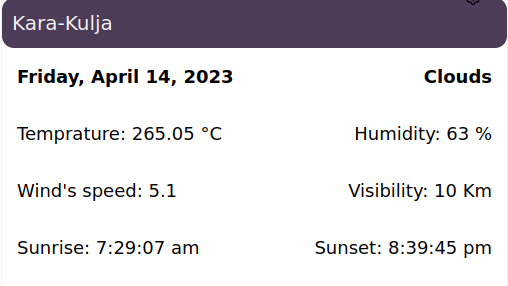 Kara-Kulja
Friday, April 14, 2023 Clouds
Temprature: 265.05 °C Humidity: 63 %
Wind's speed: 5.1 Visibility: 10 Km
Sunrise: 7:29:07 am Sunset: 8:39:45 pm